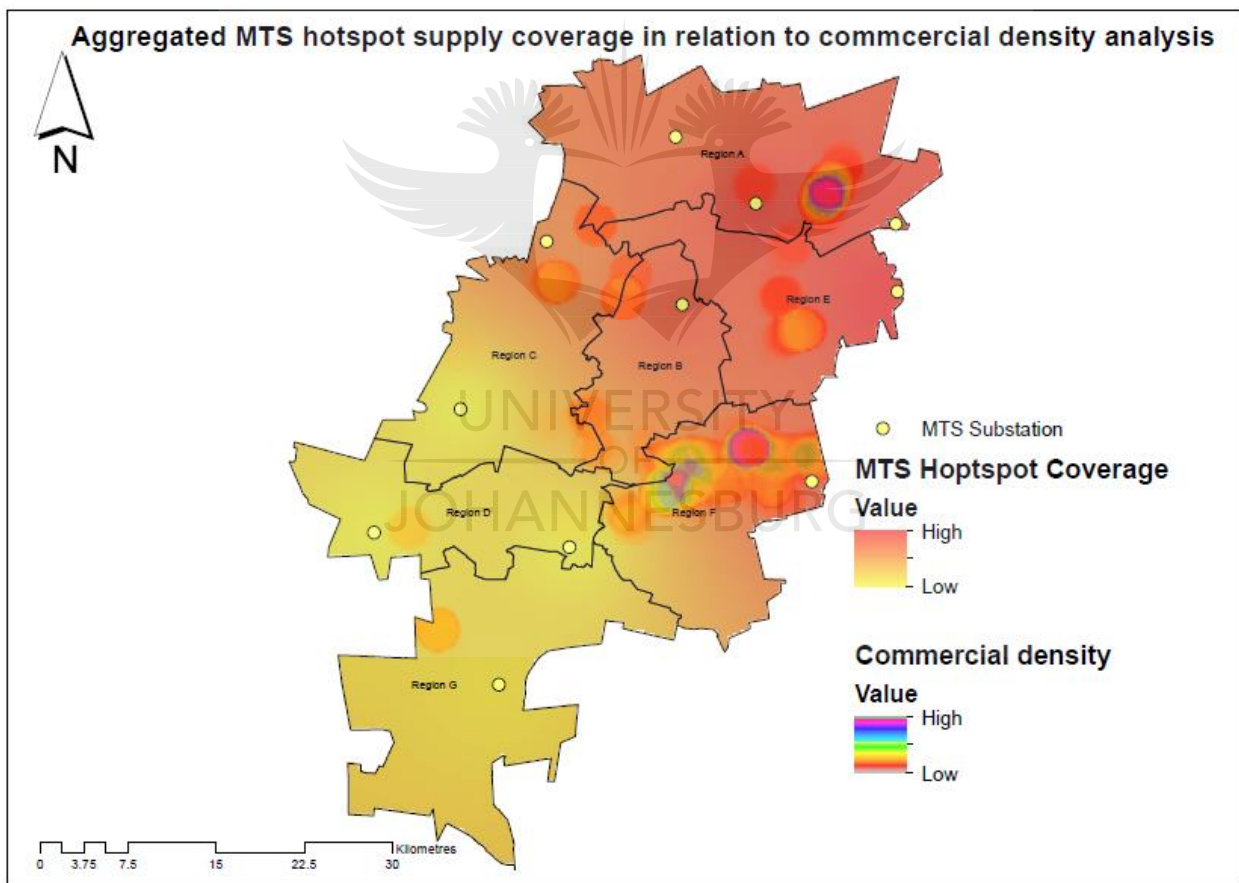 Aggregated MTS hotspot supply coverage in relation to commcercial density analysis
N
Region A
Region E
Region C
Region B
UNIVERSITY
OF
JOHANNESBURG
Region D
Region F
Region G
MTS Substation
MTS Hoptspot Coverage
Value
High
Low
Commercial density
Value
High
Low
Kliometres
0 3.75 7.5 15 22.5 30